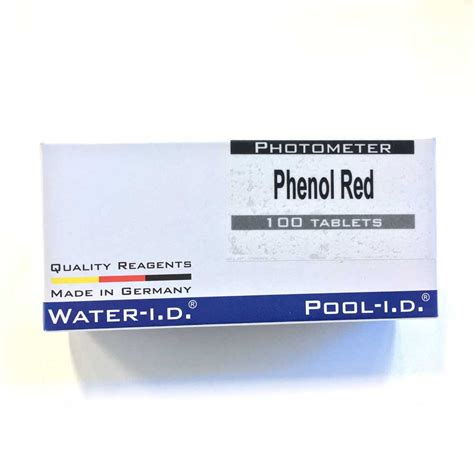 PHOTOMETER
Phenol Red
100 TABLETS
QUALITY REAGENTS
MADE IN GERMANY
WATER-I.D.®
POOL-I.D.®